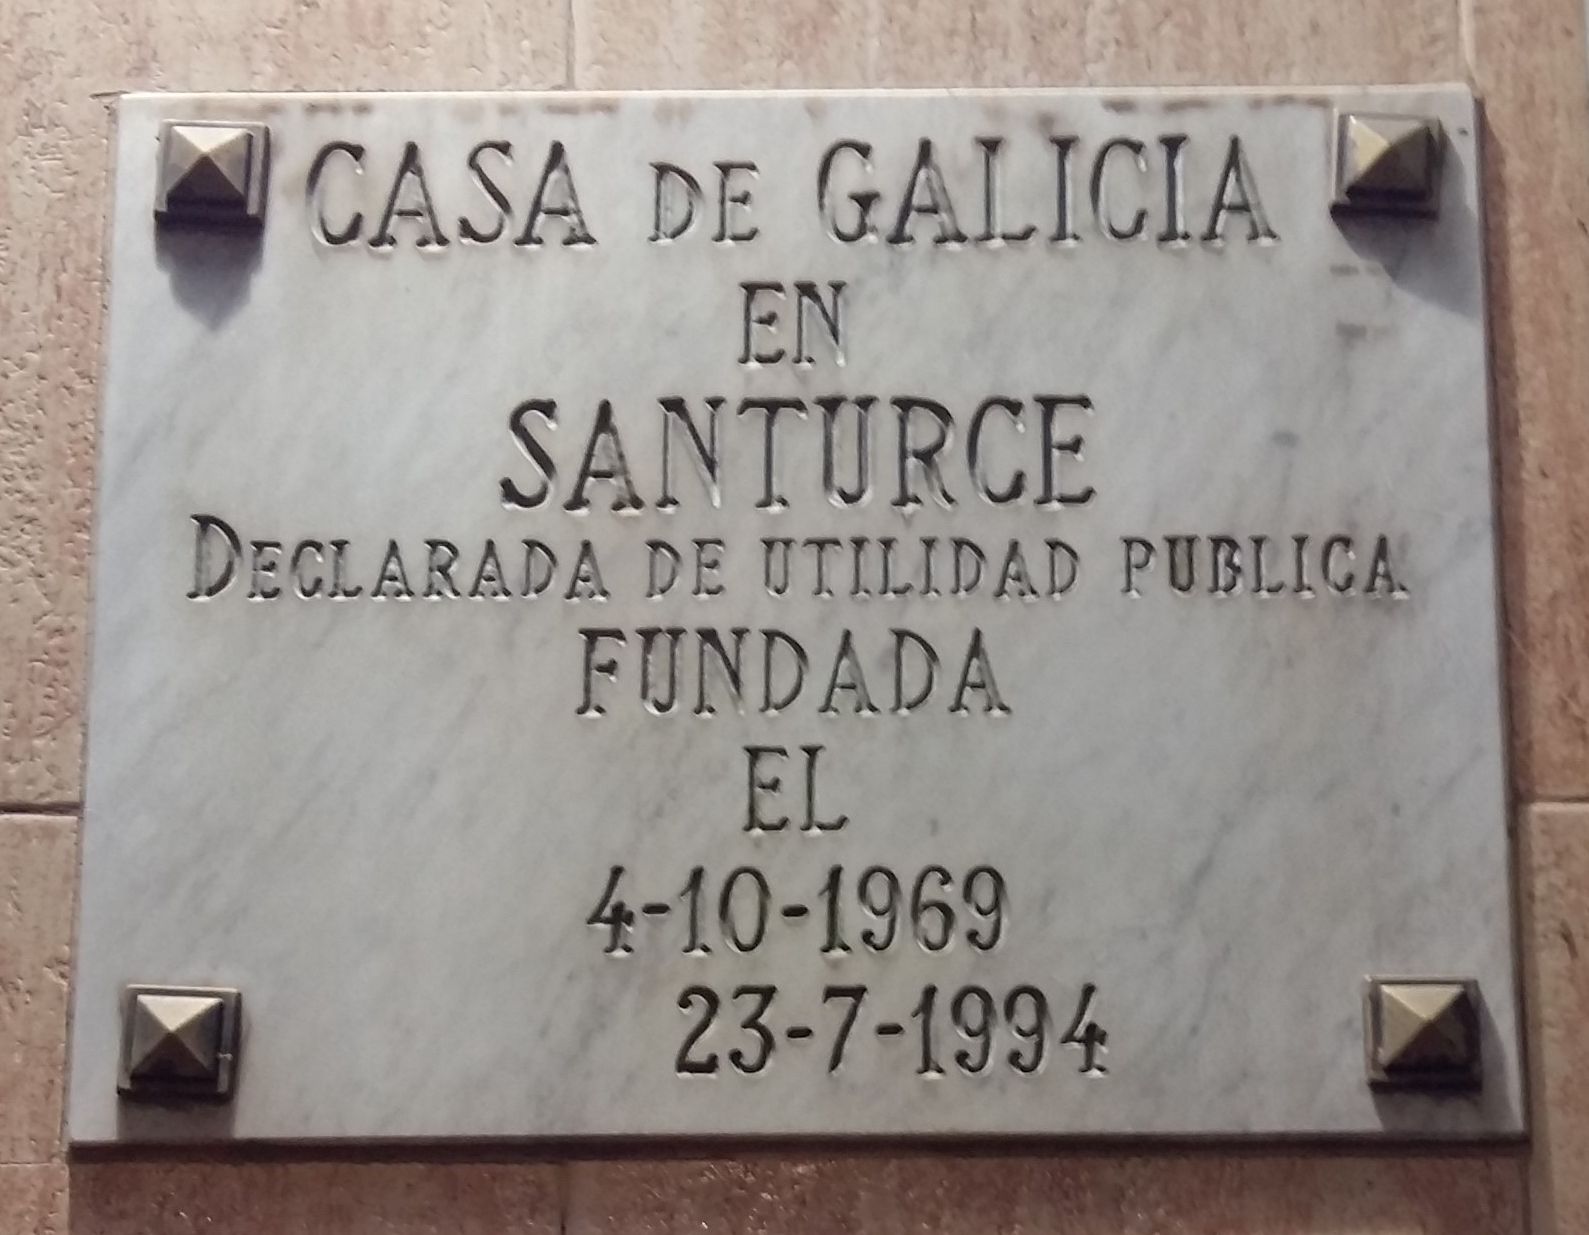 CASA DE GALICIA
EN
SANTURCE
DECLARADA DE UTILIDAD PUBLICA
FUNDADA
EL
4-10-1969
23-7-1994